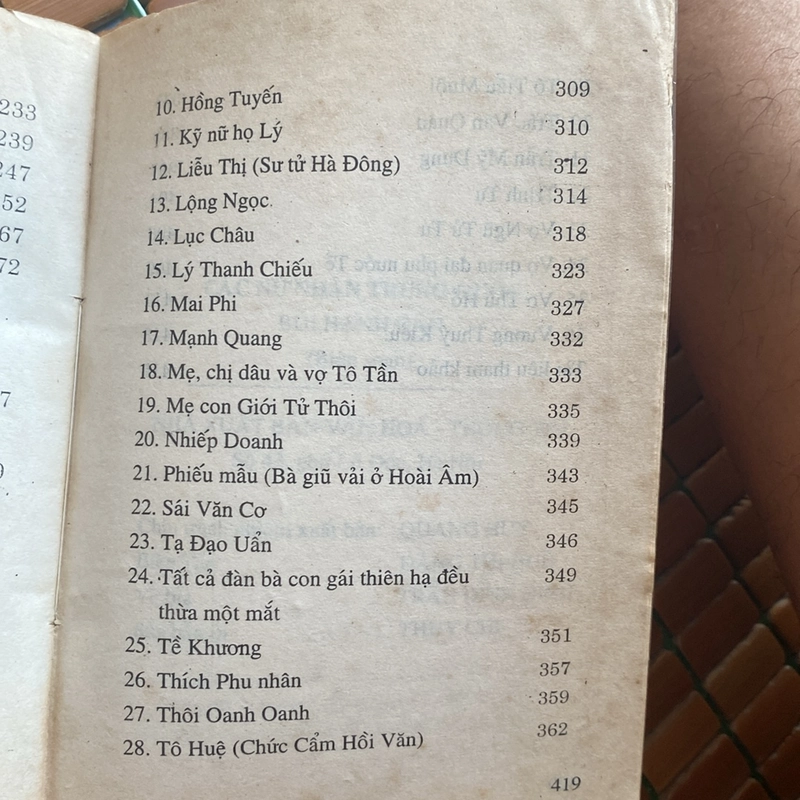 233
239
247
52
67
72
7
9
10. Hồng Tuyến 309
11. Kỹ nữ họ Lý 310
12. Liễu Thị (Sư tử Hà Đông) 312
13. Lộng Ngọc 314
14. Lục Châu 318
15. Lý Thanh Chiếu 323
16. Mai Phi 327
17. Mạnh Quang 332
18. Mẹ, chị dâu và vợ Tô Tần 333
19. Mẹ con Giới Tử Thôi 335
20. Nhiếp Doanh 339
21. Phiếu mẫu (Bà giũ vải ở Hoài Âm) 343
22. Sái Văn Cơ 345
23. Tạ Đạo Uẩn 346
24. Tất cả đàn bà con gái thiên hạ đều 349
thừa một mắt
25. Tề Khương 351
26. Thích Phu nhân 357
27. Thôi Oanh Oanh 359
28. Tô Huệ (Chức Cẩm Hồi Văn) 362
419